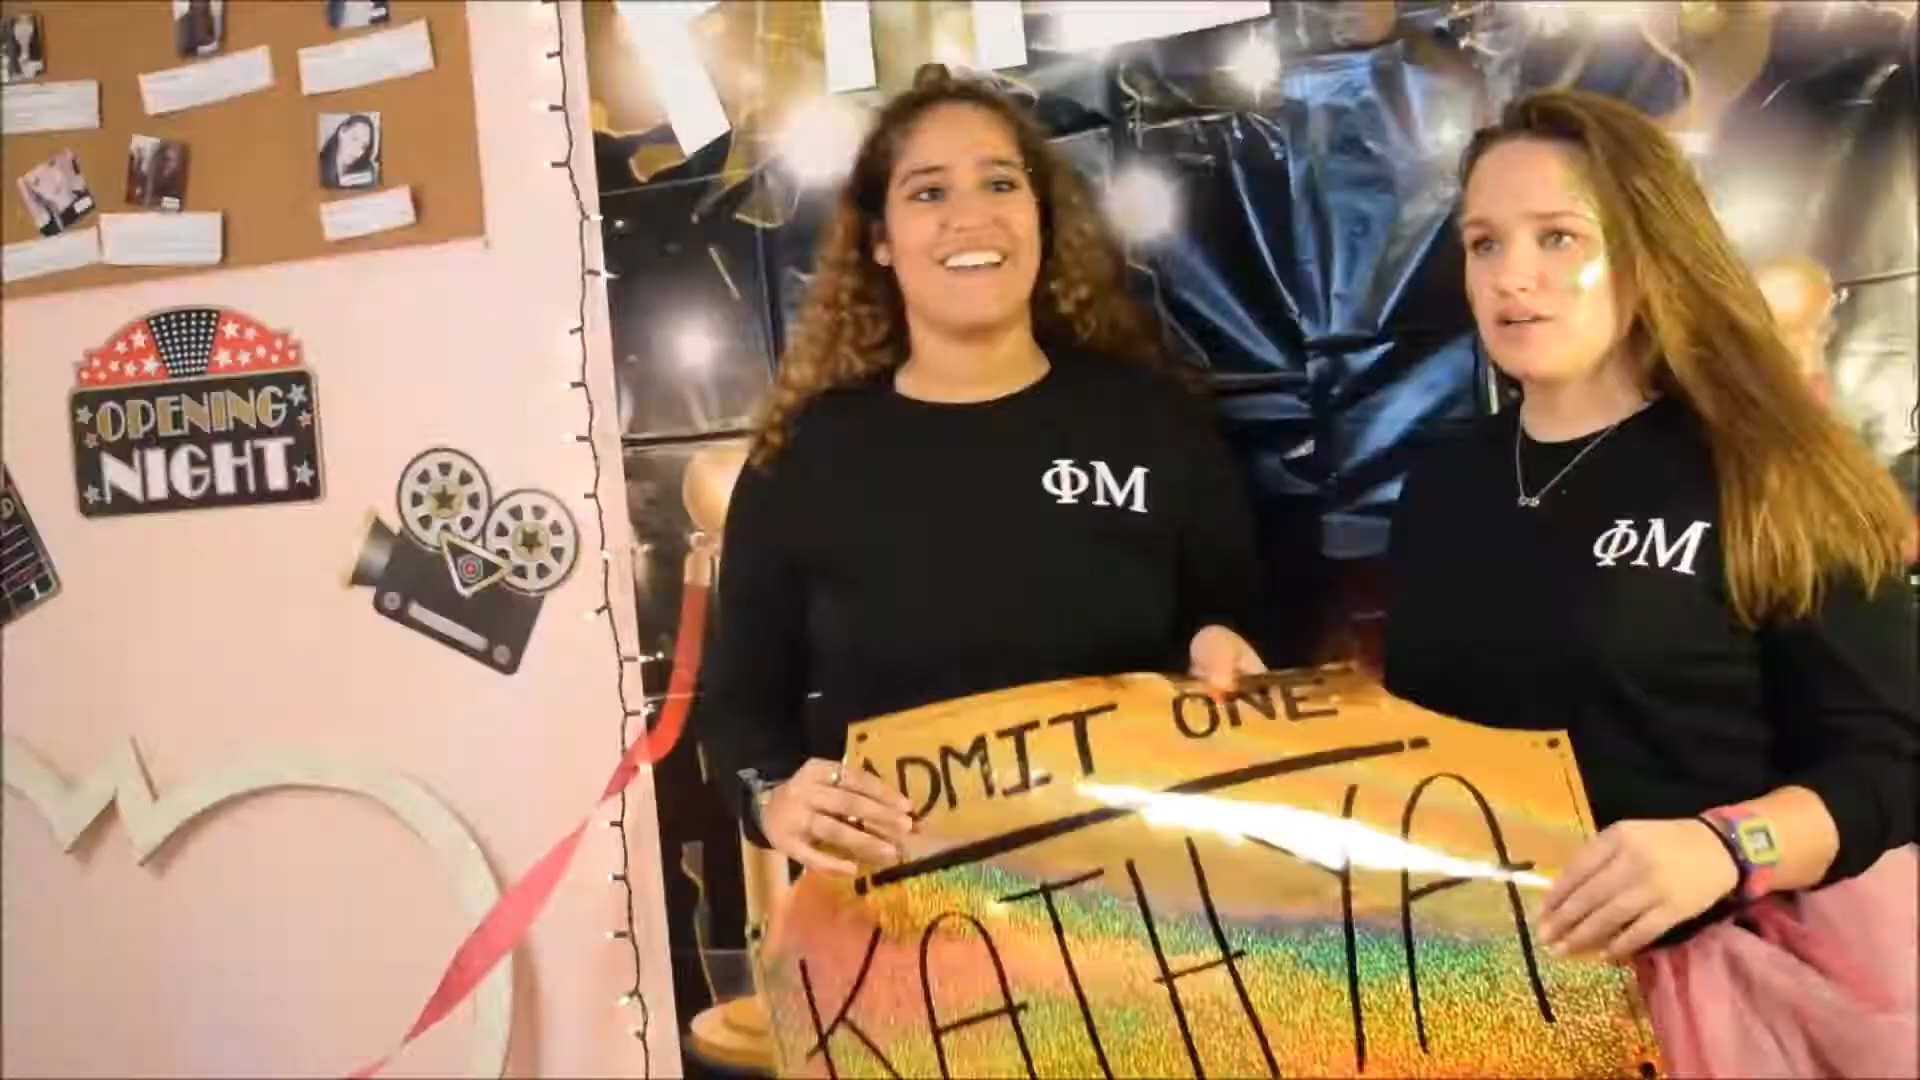 OPENING
NIGHT
ΦΜ
ΦΜ
ADMIT ONE
KATHYA